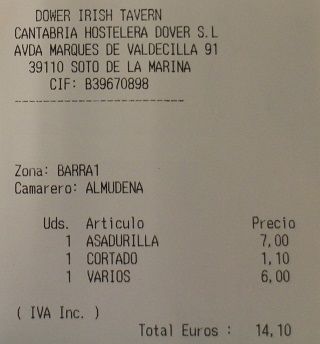 DOWER IRISH TAVERN
CANTABRIA HOSTELERA DOVER S.L
AVDA MARQUES DE VALDECILLA 91
39110 SOTO DE LA MARINA
CIF: B39670898
------------------------
Zona: BARRA1
Camarero: ALMUDENA
Uds. Artículo Precio
1 ASADURILLA 7,00
1 CORTADO 1,10
1 VARIOS 6,00
( IVA Inc. )
Total Euros : 14,10